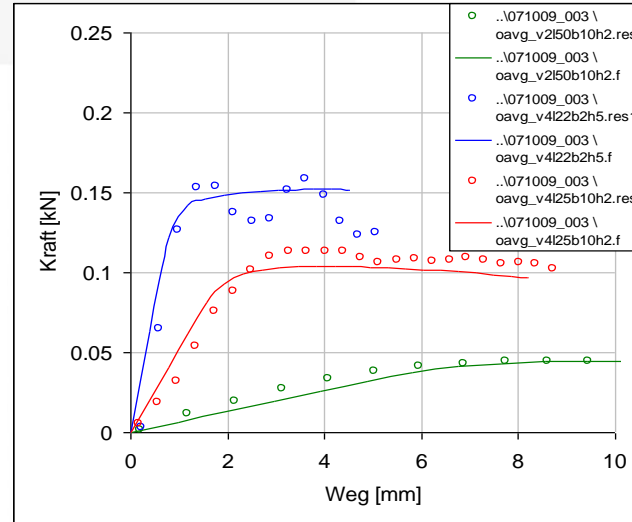 0.25
0.2
0.15
0.1
0.05
0
Kraft [kN]
0
2
4
6
8
10
Weg [mm]
..\071009_003 \
oavg_v2l50b10h2.res
..\071009_003 \
oavg_v2l50b10h2.f
..\071009_003 \
oavg_v4l22b2h5.res1
..\071009_003 \
oavg_v4l22b2h5.f
..\071009_003 \
oavg_v4l25b10h2.res
..\071009_003 \
oavg_v4l25b10h2.f